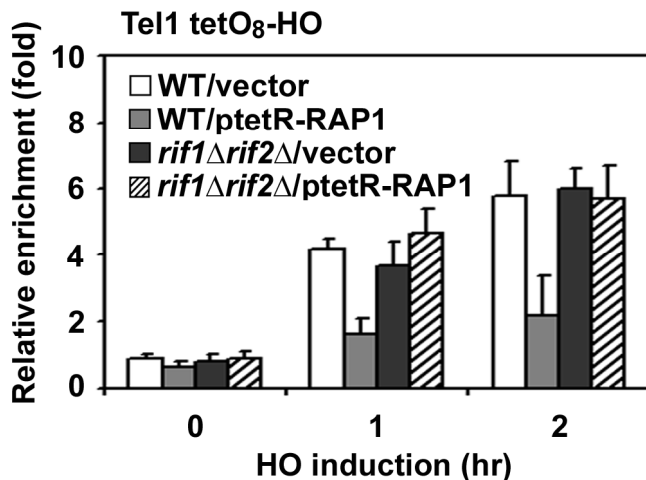 Tel1 tetO₈-HO
Relative enrichment (fold)
10
8
6
4
2
0
WT/vector
WT/ptetR-RAP1
rif1Δrif2Δ/vector
rif1Δrif2Δ/ptetR-RAP1
0 1 2
HO induction (hr)